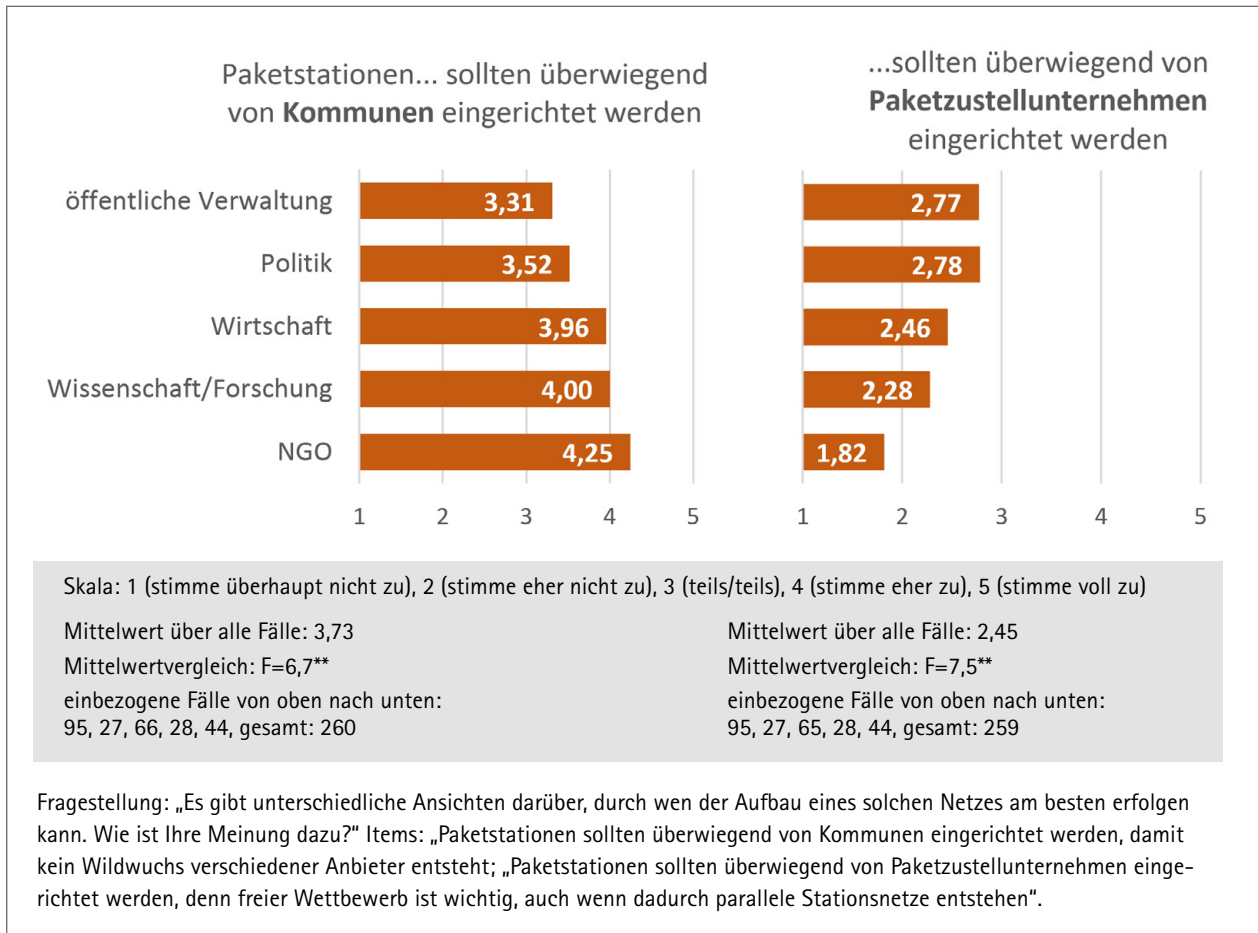 Paketstationen... sollten überwiegend
von Kommunen eingerichtet werden
...sollten überwiegend von
Paketzustellunternehmen
eingerichtet werden
öffentliche Verwaltung 3,31 2,77
Politik 3,52 2,78
Wirtschaft 3,96 2,46
Wissenschaft/Forschung 4,00 2,28
NGO 4,25 1,82
1 2 3 4 5 1 2 3 4 5
Skala: 1 (stimme überhaupt nicht zu), 2 (stimme eher nicht zu), 3 (teils/teils), 4 (stimme eher zu), 5 (stimme voll zu)
Mittelwert über alle Fälle: 3,73
Mittelwertvergleich: F=6,7**
einbezogene Fälle von oben nach unten:
95, 27, 66, 28, 44, gesamt: 260
Mittelwert über alle Fälle: 2,45
Mittelwertvergleich: F=7,5**
einbezogene Fälle von oben nach unten:
95, 27, 65, 28, 44, gesamt: 259
Fragestellung: „Es gibt unterschiedliche Ansichten darüber, durch wen der Aufbau eines solchen Netzes am besten erfolgen
kann. Wie ist Ihre Meinung dazu?" Items: „Paketstationen sollten überwiegend von Kommunen eingerichtet werden, damit
kein Wildwuchs verschiedener Anbieter entsteht; „Paketstationen sollten überwiegend von Paketzustellunternehmen einge-
richtet werden, denn freier Wettbewerb ist wichtig, auch wenn dadurch parallele Stationsnetze entstehen“.